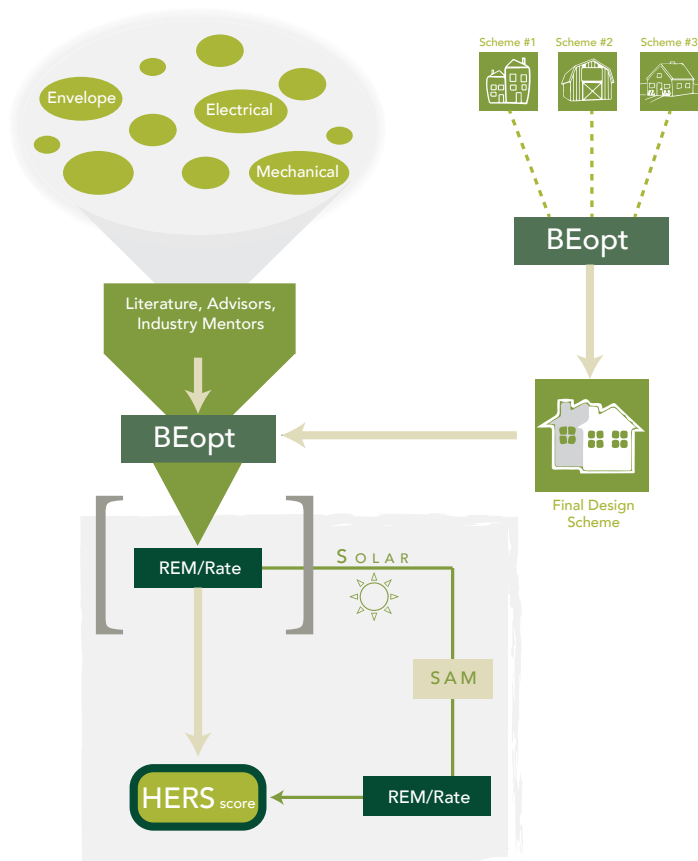 Scheme #1
Scheme #2
Scheme #3
Envelope
Electrical
Mechanical
BEopt
Literature, Advisors,
Industry Mentors
BEopt
Final Design
Scheme
SOLAR
REM/Rate
SAM
HERS score
REM/Rate